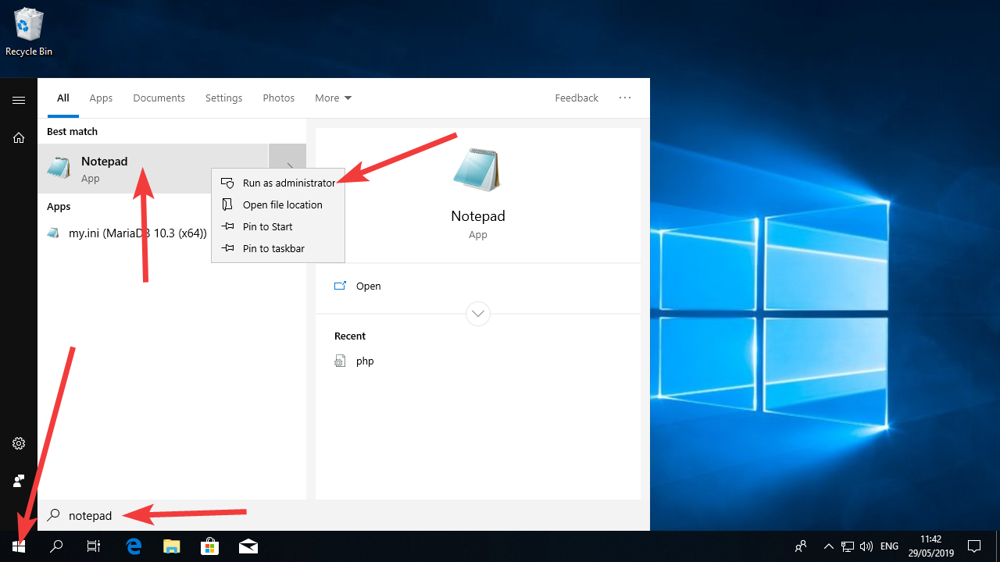 Recycle Bin
All Apps Documents Settings Photos More Feedback ...
Best match
Notepad
App
Run as administrator
Open file location
Pin to Start
Pin to taskbar
Apps
my.ini (MariaDB 10.3 (x64))
Notepad
App
Open
Recent
php
notepad
ENG
11:42
29/05/2019